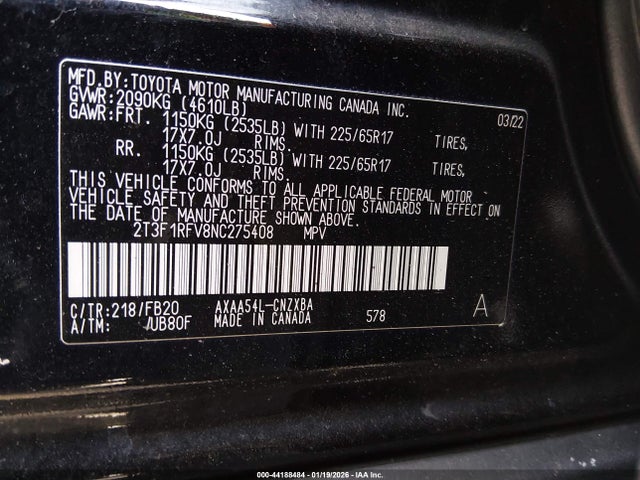 MFD.BY:TOYOTA MOTOR MANUFACTURING CANADA INC.
GVWR:2090KG (4610LB) 03/22
GAWR:FRT. 1150KG (2535LB) WITH 225/65R17 TIRES,
17X7.0J RIMS.
RR. 1150KG (2535LB) WITH 225/65R17 TIRES,
17X7.0J RIMS.
THIS VEHICLE CONFORMS TO ALL APPLICABLE FEDERAL MOTOR
VEHICLE SAFETY AND THEFT PREVENTION STANDARDS IN EFFECT ON
THE DATE OF MANUFACTURE SHOWN ABOVE.
2T3F1RFV8NC275408 MPV
C/TR:218/FB20 AXAA54L-CNZXBA A
A/TM: /UB80F MADE IN CANADA 578
000-44188484 - 01/19/2026 - IAA Inc.